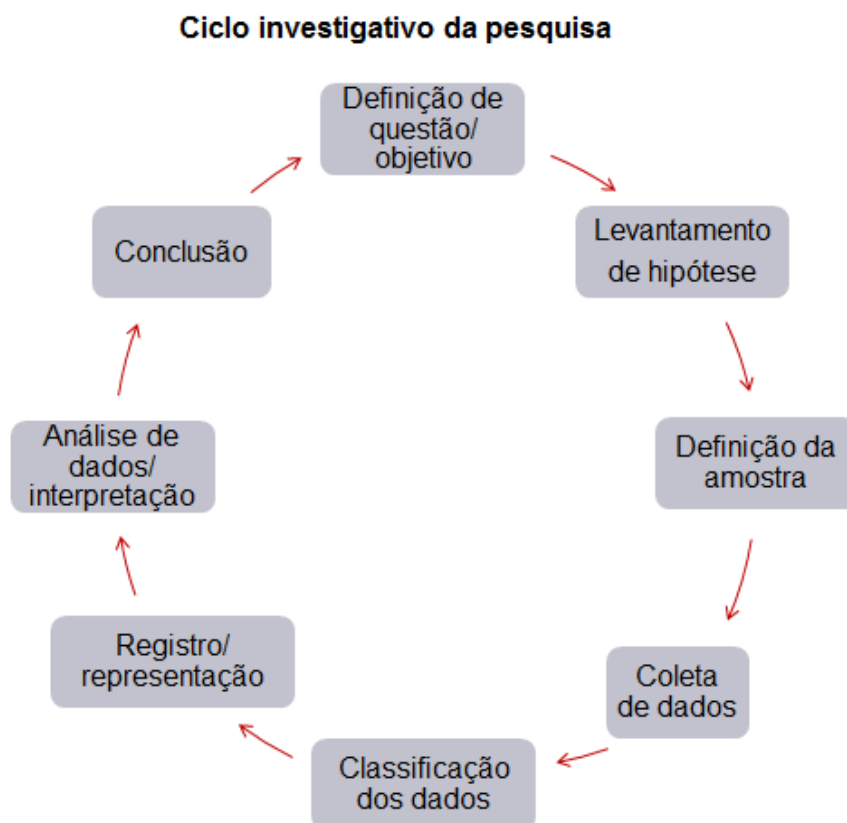 Ciclo investigativo da pesquisa
Definição de
questão/
objetivo
Levantamento
de hipótese
Definição da
amostra
Coleta
de dados
Classificação
dos dados
Registro/
representação
Análise de
dados/
interpretação
Conclusão